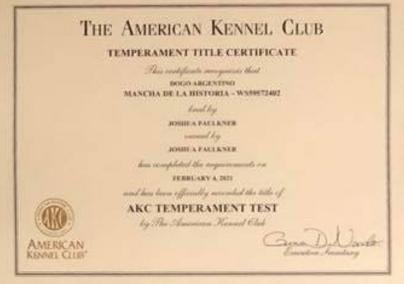 THE AMERICAN KENNEL CLUB
TEMPERAMENT TITLE CERTIFICATE
This certificate recognizes that
DOGO ARGENTINO
MANCHA DE LA HISTORIA - WS59572402
bred by
JOSHUA FAULKNER
owned by
JOSHUA FAULKNER
has completed the requirements on
FEBRUARY 4, 2021
and has been officially recorded the title of
AKC TEMPERAMENT TEST
by The American Kennel Club
AKC
AMERICAN
KENNEL CLUB®
Executive Secretary